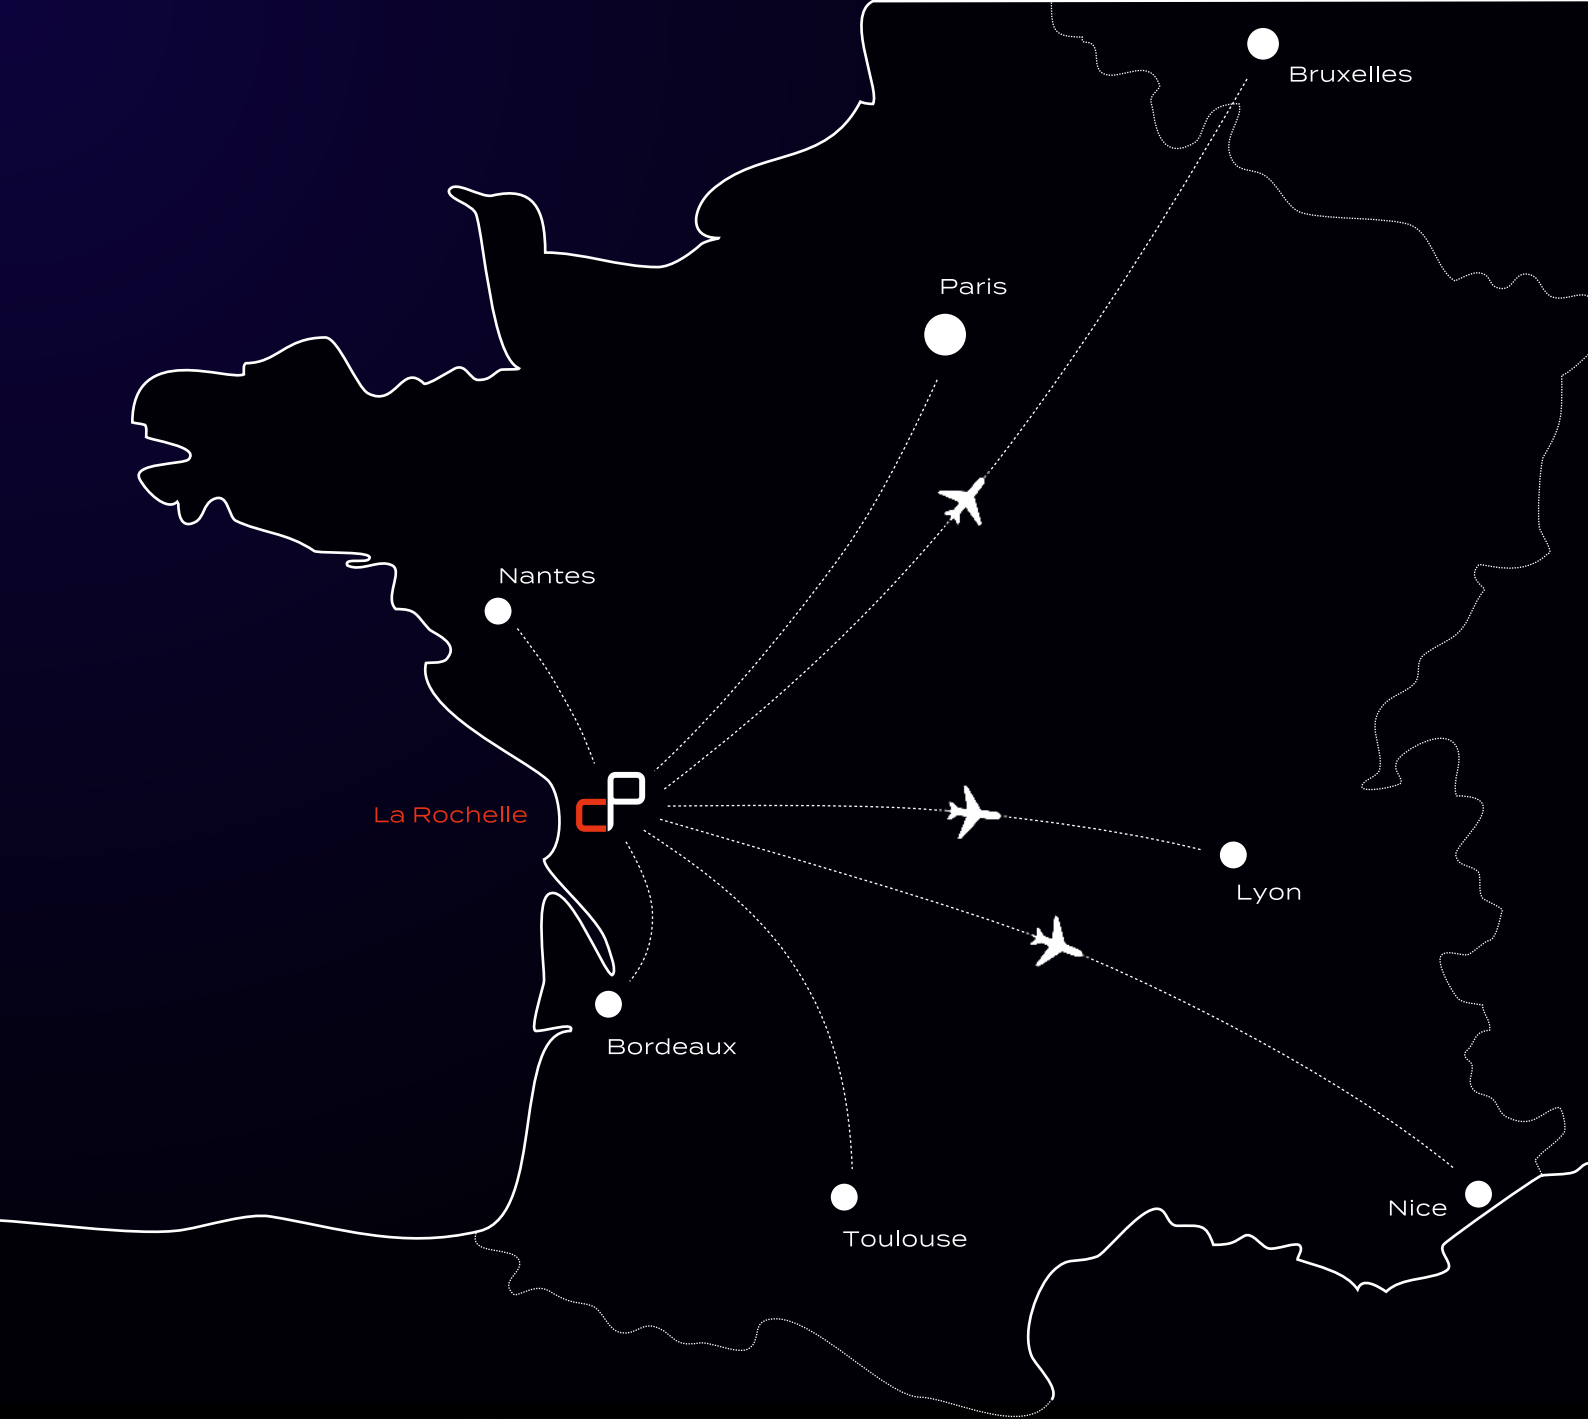 Bruxelles
Paris
Nantes
La Rochelle
Lyon
Bordeaux
Nice
Toulouse